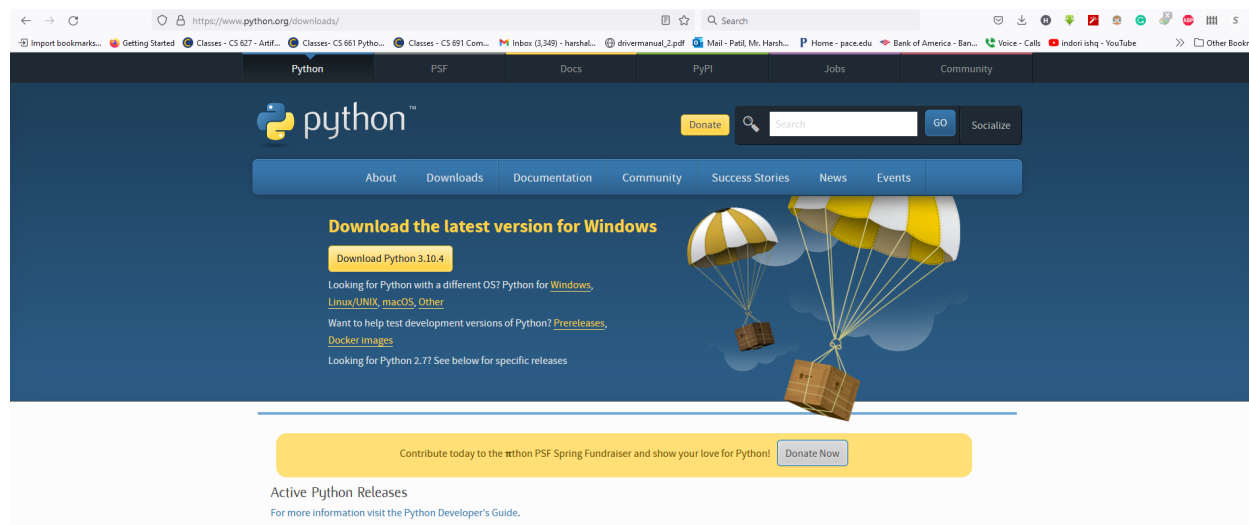 https://www.python.org/downloads/ Search
Import bookmarks... Getting Started Classes - CS 627 - Artif... Classes- CS 661 Pytho... Classes - CS 691 Com... Inbox (3,349) - harshal... drivermanual_2.pdf Mail - Patil, Mr. Harsh... Home - pace.edu Bank of America - Ban... Voice - Calls indori ishq - YouTube Other Bookr
Python PSF Docs PyPI Jobs Community
python™
Donate Search GO Socialize
About Downloads Documentation Community Success Stories News Events
Download the latest version for Windows
Download Python 3.10.4
Looking for Python with a different OS? Python for Windows,
Linux/UNIX, macOS, Other
Want to help test development versions of Python? Prereleases,
Docker images
Looking for Python 2.7? See below for specific releases
Contribute today to the πthon PSF Spring Fundraiser and show your love for Python! Donate Now
Active Python Releases
For more information visit the Python Developer's Guide.